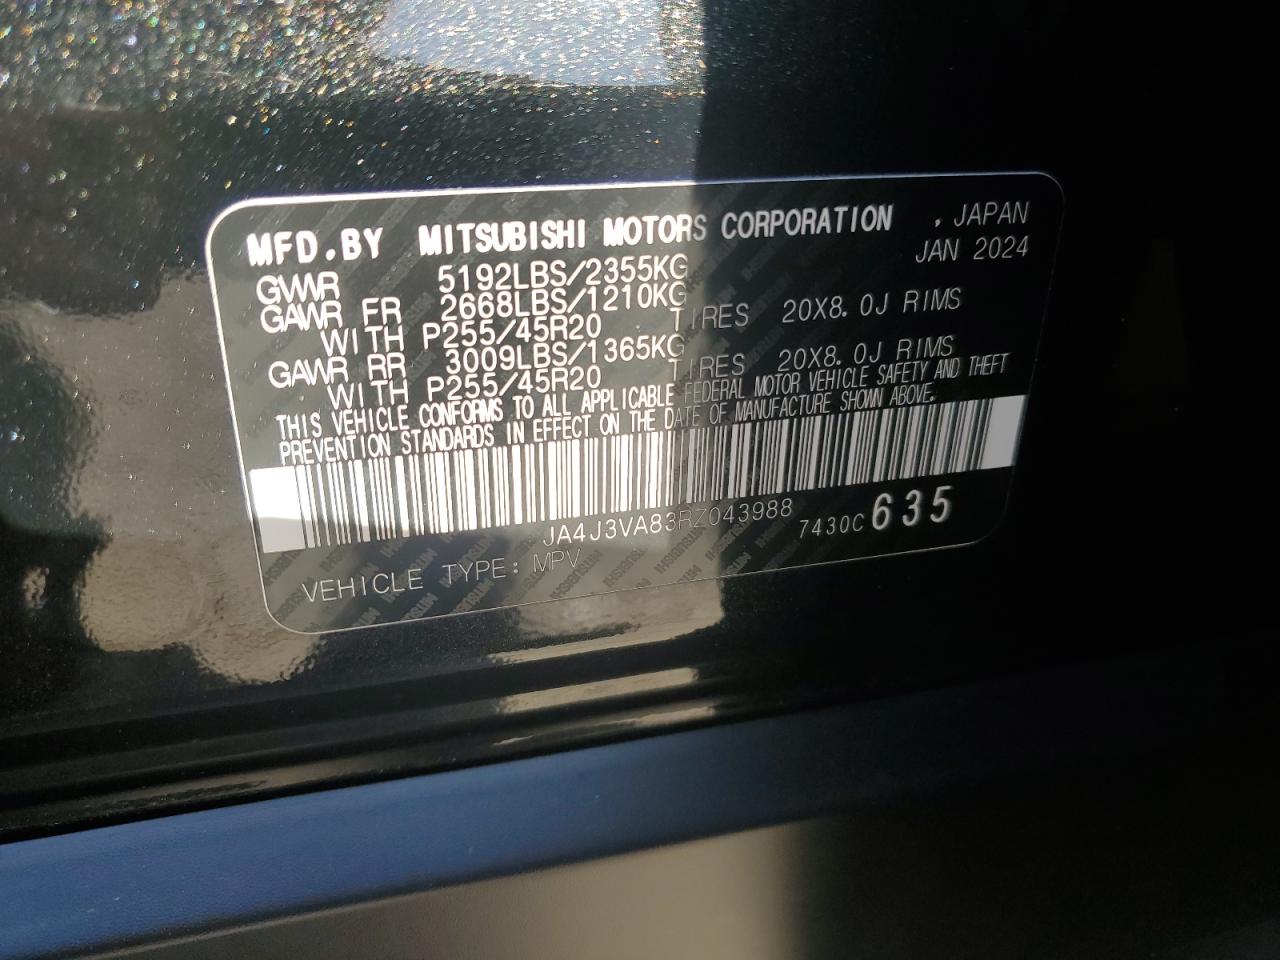 MFD.BY MITSUBISHI MOTORS CORPORATION , JAPAN
JAN 2024
GVWR 5192LBS/2355KG
GAWR FR 2668LBS/1210KG
WITH P255/45R20 TIRES 20X8.0J RIMS
GAWR RR 3009LBS/1365KG
WITH P255/45R20 TIRES 20X8.0J RIMS
THIS VEHICLE CONFORMS TO ALL APPLICABLE FEDERAL MOTOR VEHICLE SAFETY AND THEFT
PREVENTION STANDARDS IN EFFECT ON THE DATE OF MANUFACTURE SHOWN ABOVE.
JA4J3VA83RZ043988 7430C 635
VEHICLE TYPE: MPV